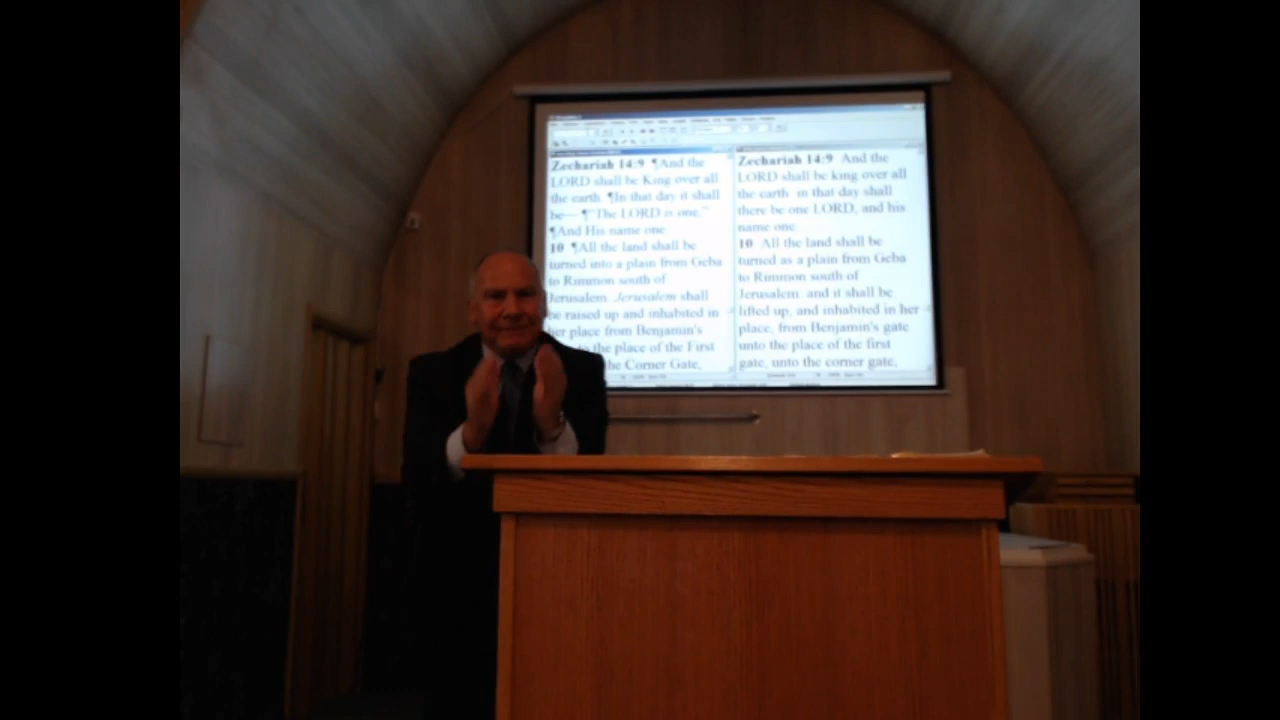 Zechariah 14:9 ¶And the
LORD shall be King over all
the earth ¶In that day it shall
be— ¶"The LORD is one,"
¶And His name one
10 ¶All the land shall be
turned into a plain from Geba
to Rimmon south of
Jerusalem. Jerusalem shall
be raised up and inhabited in
her place from Benjamin's
to the place of the First
the Corner Gate,
Zechariah 14:9 And the
LORD shall be king over all
the earth in that day shall
there be one LORD, and his
name one
10 All the land shall be
turned as a plain from Geba
to Rimmon south of
Jerusalem and it shall be
lifted up, and inhabited in her
place, from Benjamin's gate
unto the place of the first
gate, unto the corner gate,